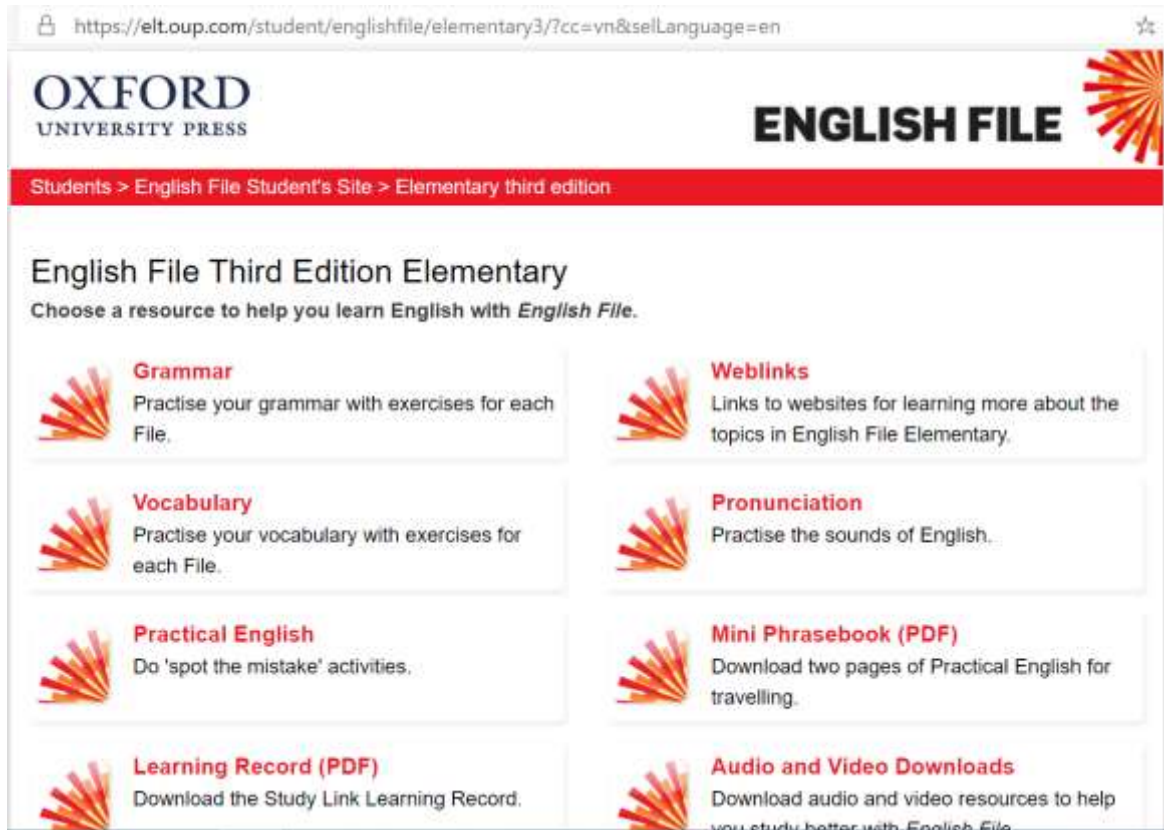 https://elt.oup.com/student/englishfile/elementary3/?cc=vn&selLanguage=en
OXFORD
UNIVERSITY PRESS
ENGLISH FILE
Students > English File Student's Site > Elementary third edition
English File Third Edition Elementary
Choose a resource to help you learn English with English File.
Grammar
Practise your grammar with exercises for each
File.
Weblinks
Links to websites for learning more about the
topics in English File Elementary.
Vocabulary
Practise your vocabulary with exercises for
each File.
Pronunciation
Practise the sounds of English.
Practical English
Do 'spot the mistake' activities.
Mini Phrasebook (PDF)
Download two pages of Practical English for
travelling.
Learning Record (PDF)
Download the Study Link Learning Record.
Audio and Video Downloads
Download audio and video resources to help
you study better with English File